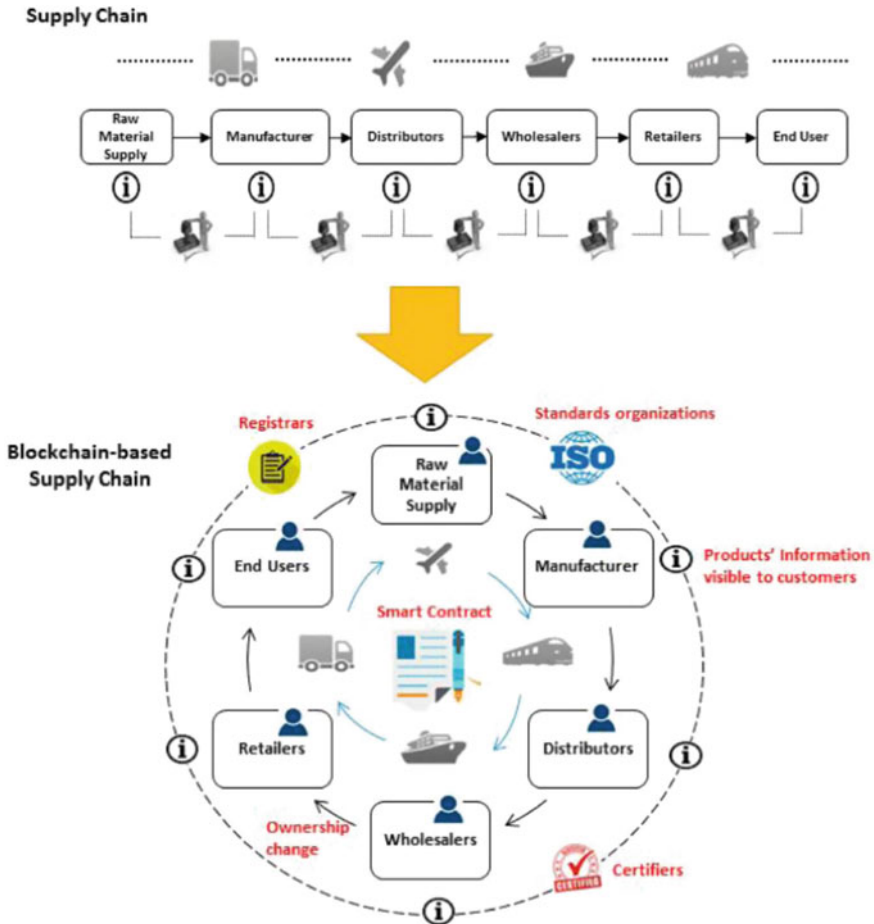 Supply Chain
Raw
Material
Supply
Manufacturer
Distributors
Wholesalers
Retailers
End User
i
i
i
i
i
i
Blockchain-based
Supply Chain
Registrars
i
Standards organizations
ISO
Raw
Material
Supply
i
End Users
Manufacturer
i
Products' Information
visible to customers
Smart Contract
i
Retailers
Distributors
i
Ownership
change
Wholesalers
CERTIFIED
Certifiers
i